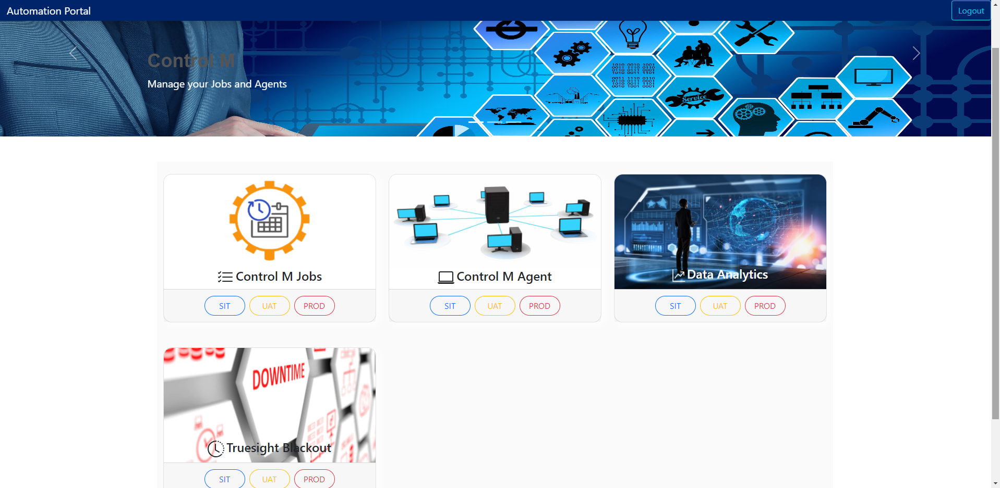 Automation Portal
Logout
Control M
Manage your Jobs and Agents
Service
Control M Jobs
SIT UAT PROD
Control M Agent
SIT UAT PROD
Data Analytics
SIT UAT PROD
DOWNTIME
Truesight Blackout
SIT UAT PROD